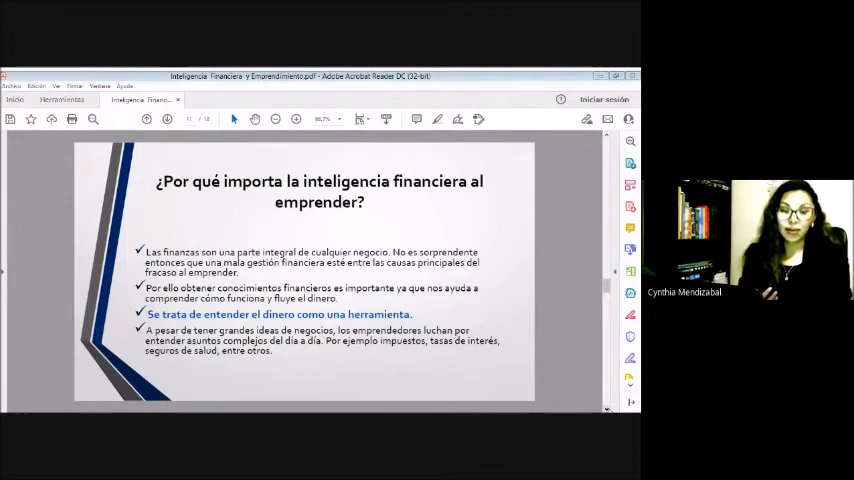 Inteligencia Financiera y Emprendimiento.pdf - Adobe Acrobat Reader DC (32-bit)
Archivo Edición Ver Firmar Ventana Ayuda
Inicio Herramientas Inteligencia Financ... × Iniciar sesión
11 / 18 66,7%
¿Por qué importa la inteligencia financiera al
emprender?
✓Las finanzas son una parte integral de cualquier negocio. No es sorprendente
entonces que una mala gestión financiera esté entre las causas principales del
fracaso al emprender.
✓Por ello obtener conocimientos financieros es importante ya que nos ayuda a
comprender cómo funciona y fluye el dinero.
✓Se trata de entender el dinero como una herramienta.
✓A pesar de tener grandes ideas de negocios, los emprendedores luchan por
entender asuntos complejos del día a día. Por ejemplo impuestos, tasas de interés,
seguros de salud, entre otros.
Cynthia Mendizabal